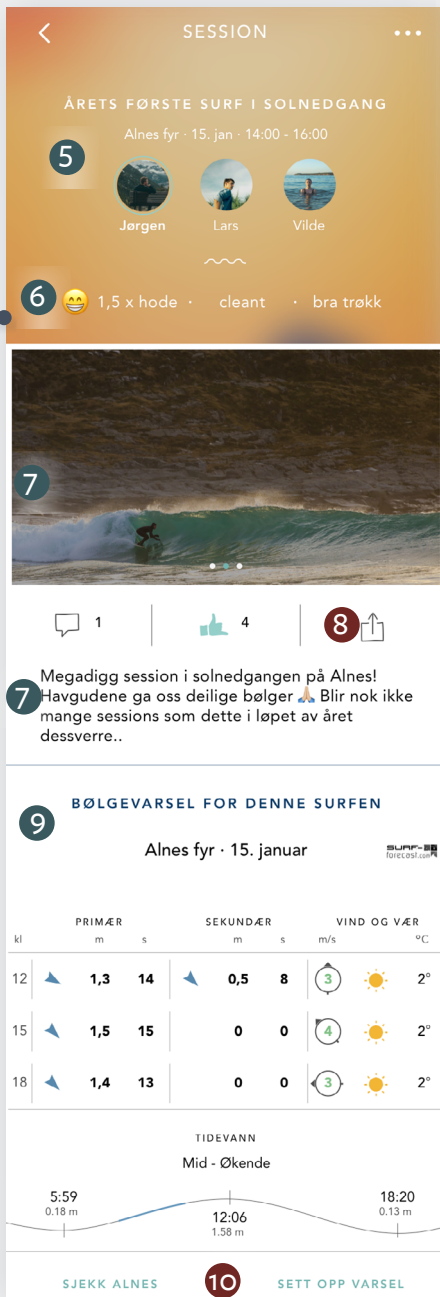 SESSION
ÅRETS FØRSTE SURF I SOLNEDGANG
Alnes fyr · 15. jan · 14:00 - 16:00
5
Jørgen Lars Vilde
6 😁 1,5 x hode · cleant · bra trøkk
7
1 4 8
Megadigg session i solnedgangen på Alnes!
7 Havgudene ga oss deilige bølger 🙏🏼 Blir nok ikke
mange sessions som dette i løpet av året
dessverre..
9 BØLGEVARSEL FOR DENNE SURFEN
Alnes fyr · 15. januar
SURF-
forecast.com
PRIMÆR SEKUNDÆR VIND OG VÆR
kl m s m s m/s ºC
12 1,3 14 0,5 8 3 2°
15 1,5 15 0 0 4 2°
18 1,4 13 0 0 3 2°
TIDEVANN
Mid - Økende
5:59 18:20
0.18 m 0.13 m
12:06
1.58 m
SJEKK ALNES 10 SETT OPP VARSEL